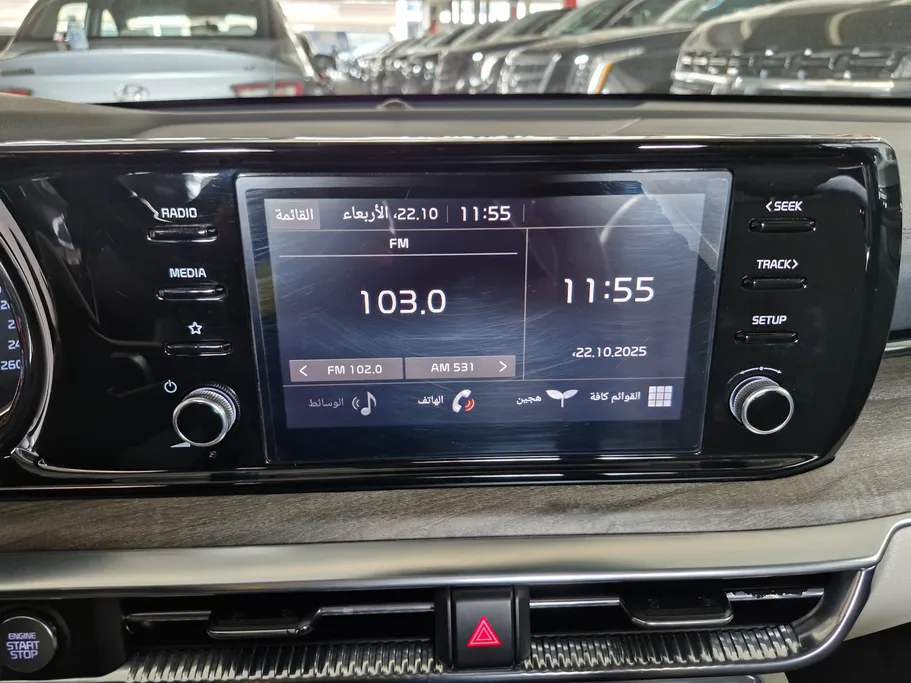 RADIO
MEDIA
القائمة
22.10، الأربعاء
11:55
FM
103.0
FM 102.0
AM 531
11:55
22.10.2025،
الوسائط
الهاتف
هجين
القوائم كافة
SEEK
TRACK
SETUP
260
ENGINE
START
STOP